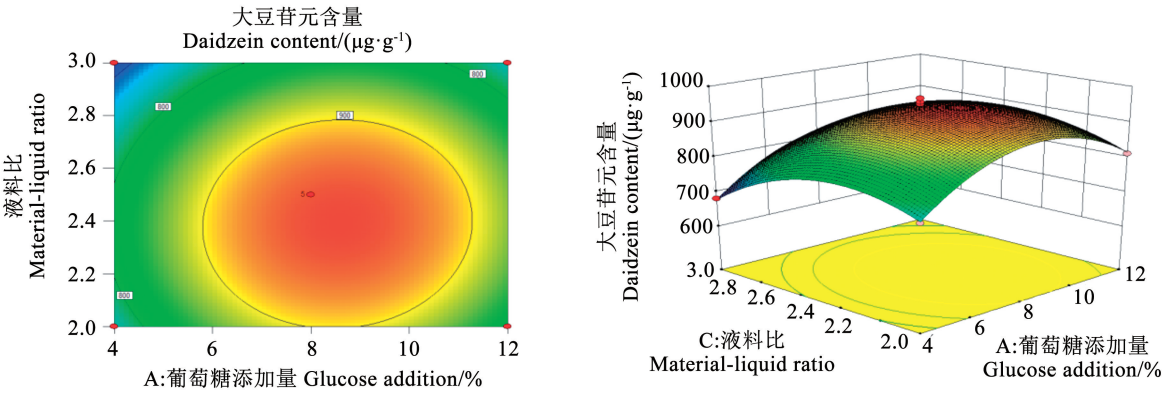 大豆苷元含量
Daidzein content/(μg·g-1)
液料比
Material-liquid ratio
3.0
2.8
2.6
2.4
2.2
2.0
800
800
900
5
800
4
6
8
10
12
A:葡萄糖添加量 Glucose addition/%
大豆苷元含量
Daidzein content/(μg·g-1)
1000
900
800
700
600
3.0
2.8
2.6
2.4
2.2
2.0
4
6
8
10
12
C:液料比
Material-liquid ratio
A:葡萄糖添加量
Glucose addition/%